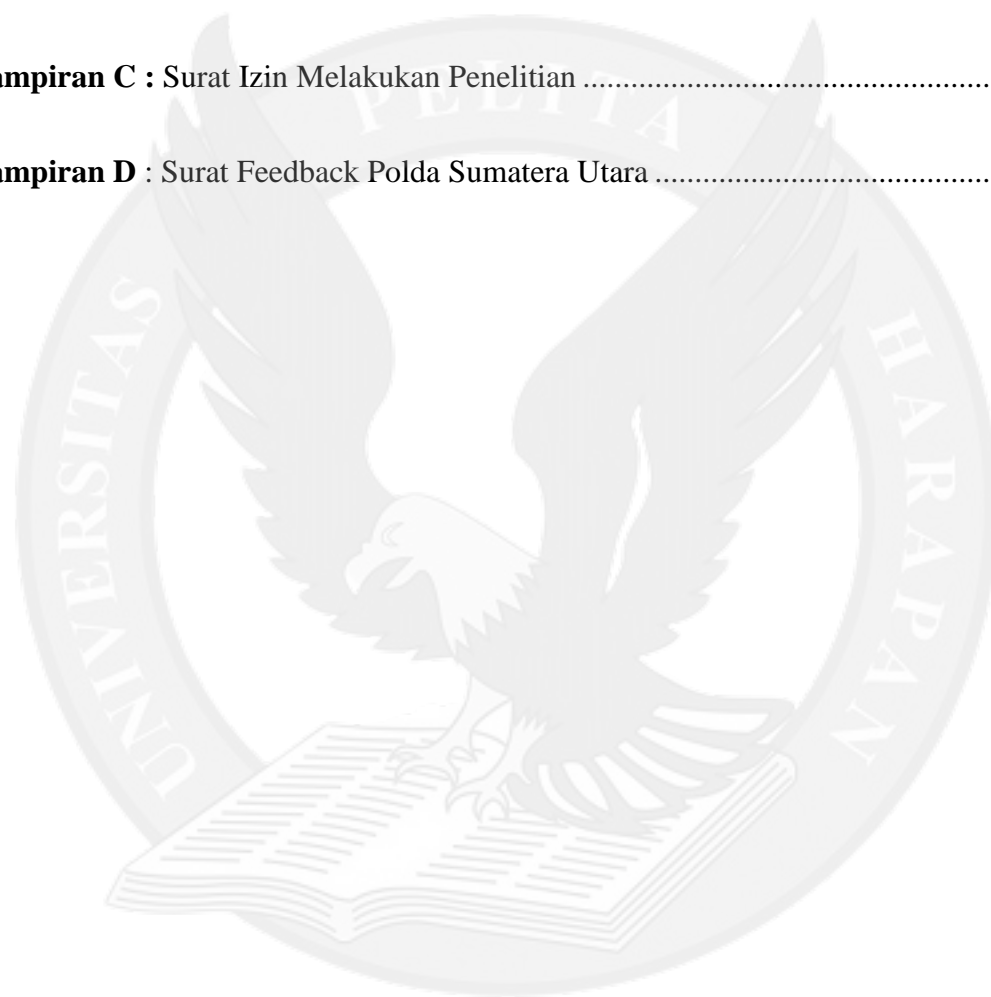 ampiran C : Surat Izin Melakukan Penelitian ...................................................
ampiran D : Surat Feedback Polda Sumatera Utara ..........................................
UNIVERSITAS PELITA HARAPAN